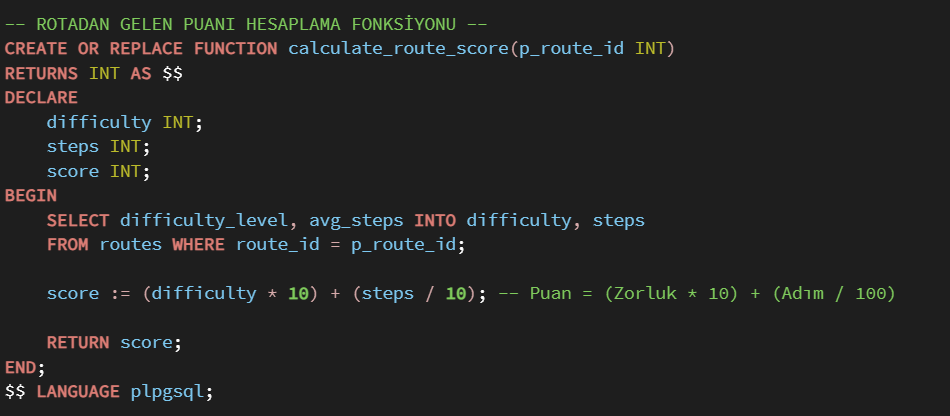 -- ROTADAN GELEN PUANI HESAPLAMA FONKSİYONU --
CREATE OR REPLACE FUNCTION calculate_route_score(p_route_id INT)
RETURNS INT AS $$
DECLARE
    difficulty INT;
    steps INT;
    score INT;
BEGIN
    SELECT difficulty_level, avg_steps INTO difficulty, steps
    FROM routes WHERE route_id = p_route_id;

    score := (difficulty * 10) + (steps / 10); -- Puan = (Zorluk * 10) + (Adım / 100)

    RETURN score;
END;
$$ LANGUAGE plpgsql;